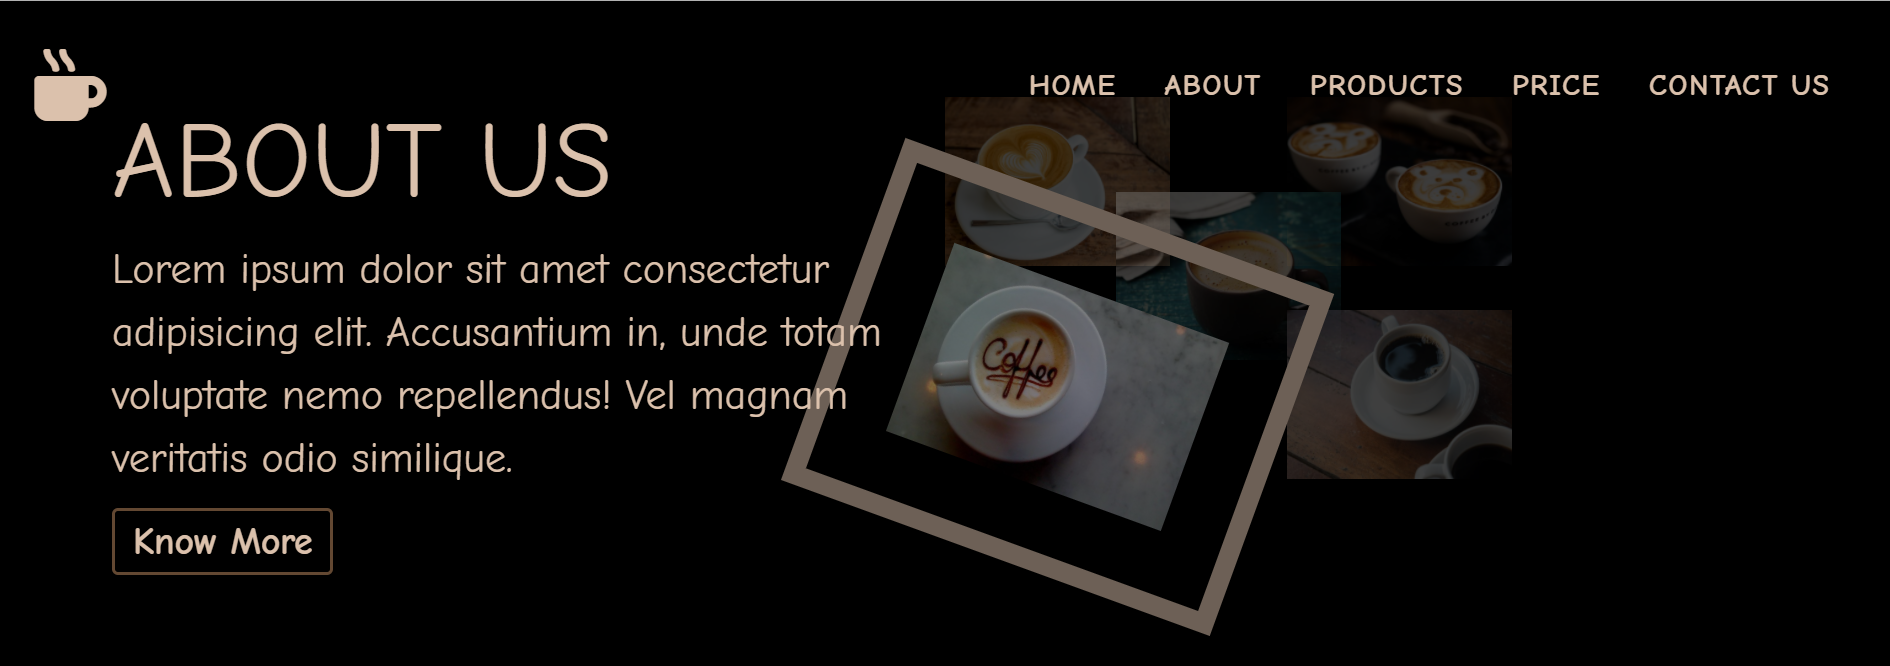 HOME ABOUT PRODUCTS PRICE CONTACT US
ABOUT US
Lorem ipsum dolor sit amet consectetur
adipisicing elit. Accusantium in, unde totam
voluptate nemo repellendus! Vel magnam
veritatis odio similique.
Know More
Coffee